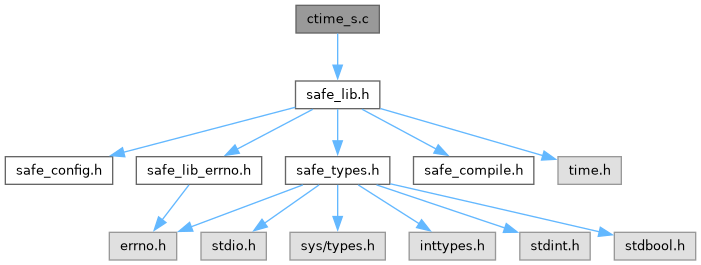 ctime_s.c
safe_lib.h
safe_config.h
safe_lib_errno.h
safe_types.h
safe_compile.h
time.h
errno.h
stdio.h
sys/types.h
inttypes.h
stdint.h
stdbool.h